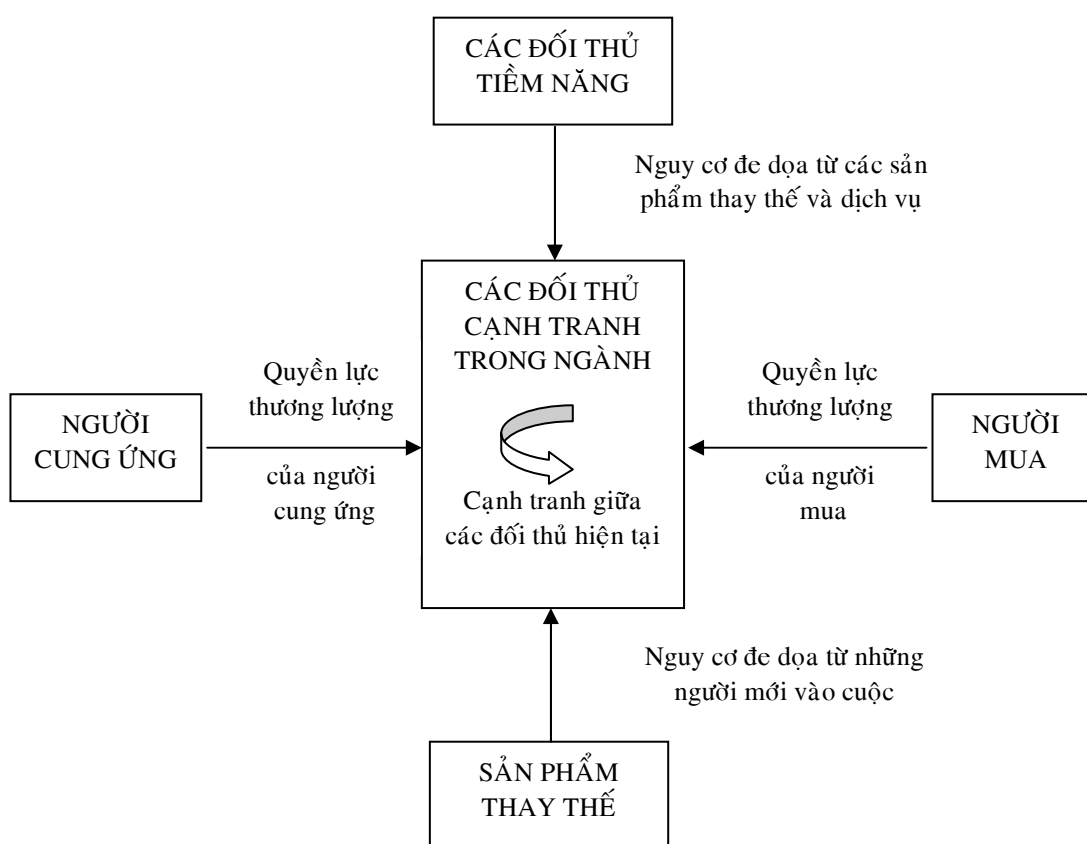 CÁC ĐỐI THỦ
TIỀM NĂNG
Nguy cơ đe dọa từ các sản
phẩm thay thế và dịch vụ
CÁC ĐỐI THỦ
CẠNH TRANH
TRONG NGÀNH
Quyền lực
thương lượng
của người
cung ứng
NGƯỜI
CUNG ỨNG
Cạnh tranh giữa
các đối thủ hiện tại
Quyền lực
thương lượng
của người
mua
NGƯỜI
MUA
Nguy cơ đe dọa từ những
người mới vào cuộc
SẢN PHẨM
THAY THẾ